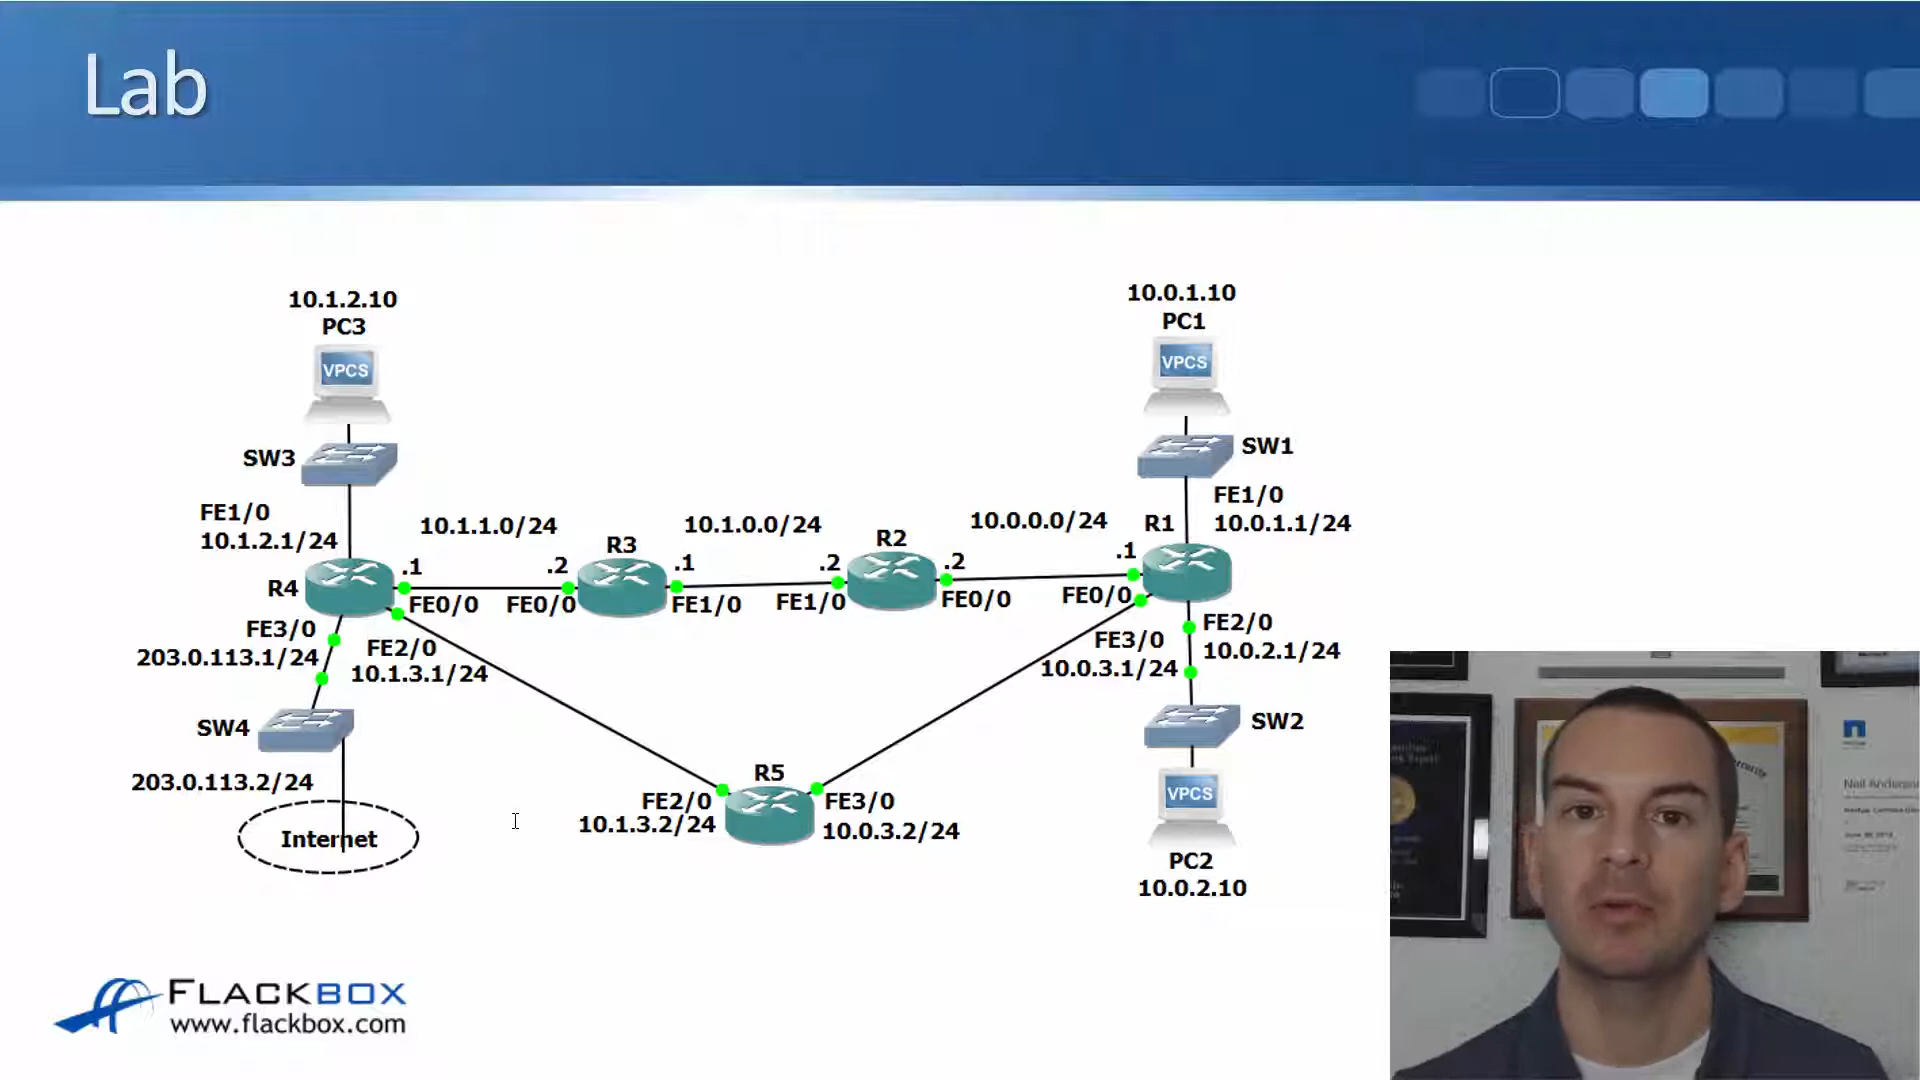 Lab
10.1.2.10
PC3
VPCS
SW3
FE1/0
10.1.2.1/24
R4
.1
FE0/0
10.1.1.0/24
.2
FE0/0
R3
.1
FE1/0
10.1.0.0/24
.2
FE1/0
R2
.2
FE0/0
10.0.0.0/24
.1
FE0/0
R1
10.0.1.10
PC1
VPCS
SW1
FE1/0
10.0.1.1/24
FE3/0
203.0.113.1/24
FE2/0
10.1.3.1/24
SW4
203.0.113.2/24
Internet
R5
FE2/0
10.1.3.2/24
FE3/0
10.0.3.2/24
FE3/0
10.0.3.1/24
FE2/0
10.0.2.1/24
SW2
VPCS
PC2
10.0.2.10
FLACKBOX
www.flackbox.com
Neil Anderson